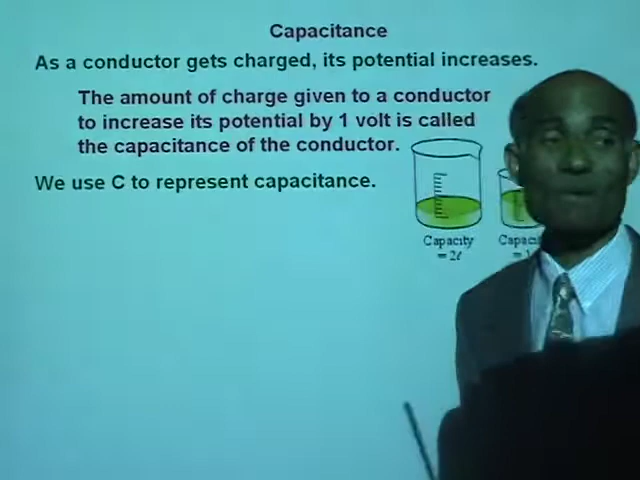 Capacitance
As a conductor gets charged, its potential increases.
The amount of charge given to a conductor
to increase its potential by 1 volt is called
the capacitance of the conductor.
We use C to represent capacitance.
Capacity
= 2ℓ